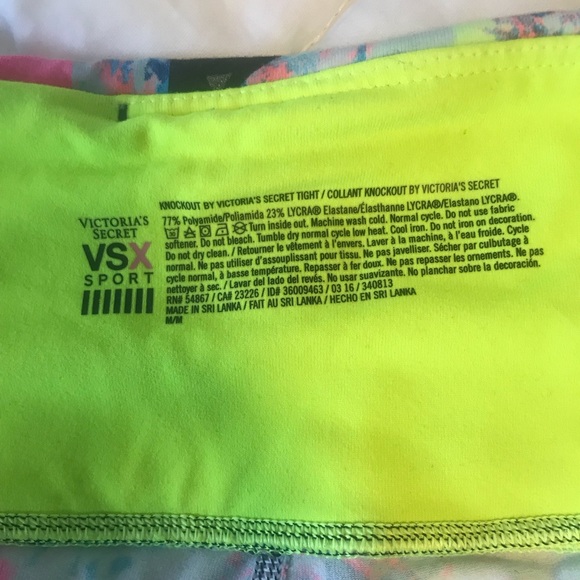 KNOCKOUT BY VICTORIA'S SECRET TIGHT / COLLANT KNOCKOUT BY VICTORIA'S SECRET
77% Polyamide/Poliamida 23% LYCRA® Elastane/Élasthanne LYCRA®/Elastano LYCRA®.
Turn inside out. Machine wash cold. Normal cycle. Do not use fabric
softener. Do not bleach. Tumble dry normal cycle low heat. Cool iron. Do not iron on decoration.
Do not dry clean. / Retourner le vêtement à l'envers. Laver à la machine, à l'eau froide. Cycle
normal. Ne pas utiliser d'assouplissant pour tissu. Ne pas javelliser. Sécher par culbutage à
cycle normal, à basse température. Repasser à fer doux. Ne pas repasser les ornements. Ne pas
nettoyer à sec. / Lavar del lado del revés. No usar suavizante. No planchar sobre la decoración.
RN# 54867 / CA# 23226 / ID# 36009463 / 03 16 / 340813
MADE IN SRI LANKA / FAIT AU SRI LANKA / HECHO EN SRI LANKA
M/M
VICTORIA'S
SECRET
VSX
SPORT